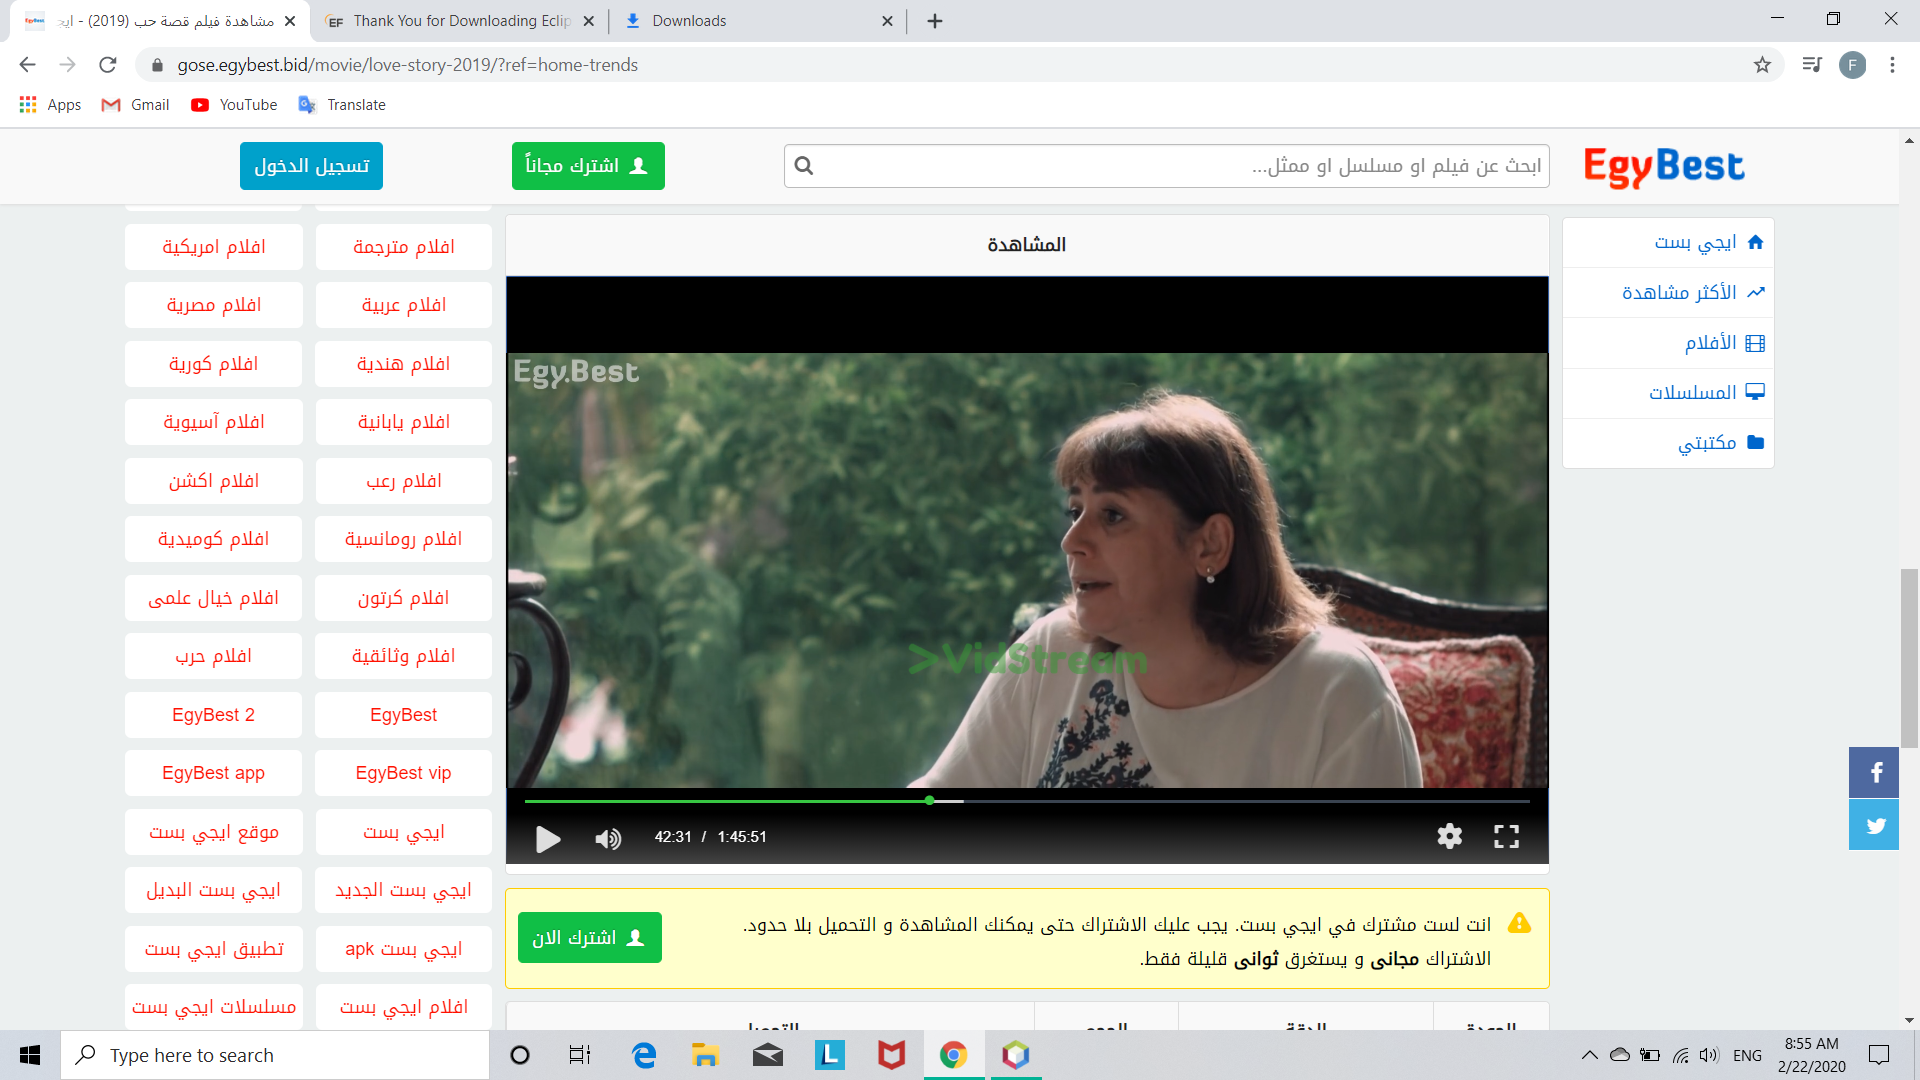 مشاهدة فيلم قصة حب (2019) - ايج
Thank You for Downloading Eclip
Downloads
gose.egybest.bid/movie/love-story-2019/?ref=home-trends
F
Apps
Gmail
YouTube
Translate
EgyBest
ابحث عن فيلم او مسلسل او ممثل...
اشترك مجاناً
تسجيل الدخول
ايجي بست
الأكثر مشاهدة
الأفلام
المسلسلات
مكتبتي
المشاهدة
Egy.Best
>VidStream
42:31 / 1:45:51
انت لست مشترك في ايجي بست. يجب عليك الاشتراك حتى يمكنك المشاهدة و التحميل بلا حدود.
الاشتراك مجانى و يستغرق ثوانى قليلة فقط.
اشترك الان
الجودة الدقة الحجم التحميل
افلام مترجمة افلام امريكية
افلام عربية افلام مصرية
افلام هندية افلام كورية
افلام يابانية افلام آسيوية
افلام رعب افلام اكشن
افلام رومانسية افلام كوميدية
افلام كرتون افلام خيال علمى
افلام وثائقية افلام حرب
EgyBest EgyBest 2
EgyBest vip EgyBest app
ايجي بست موقع ايجي بست
ايجي بست الجديد ايجي بست البديل
ايجي بست apk تطبيق ايجي بست
افلام ايجي بست مسلسلات ايجي بست
Type here to search
ENG
8:55 AM
2/22/2020